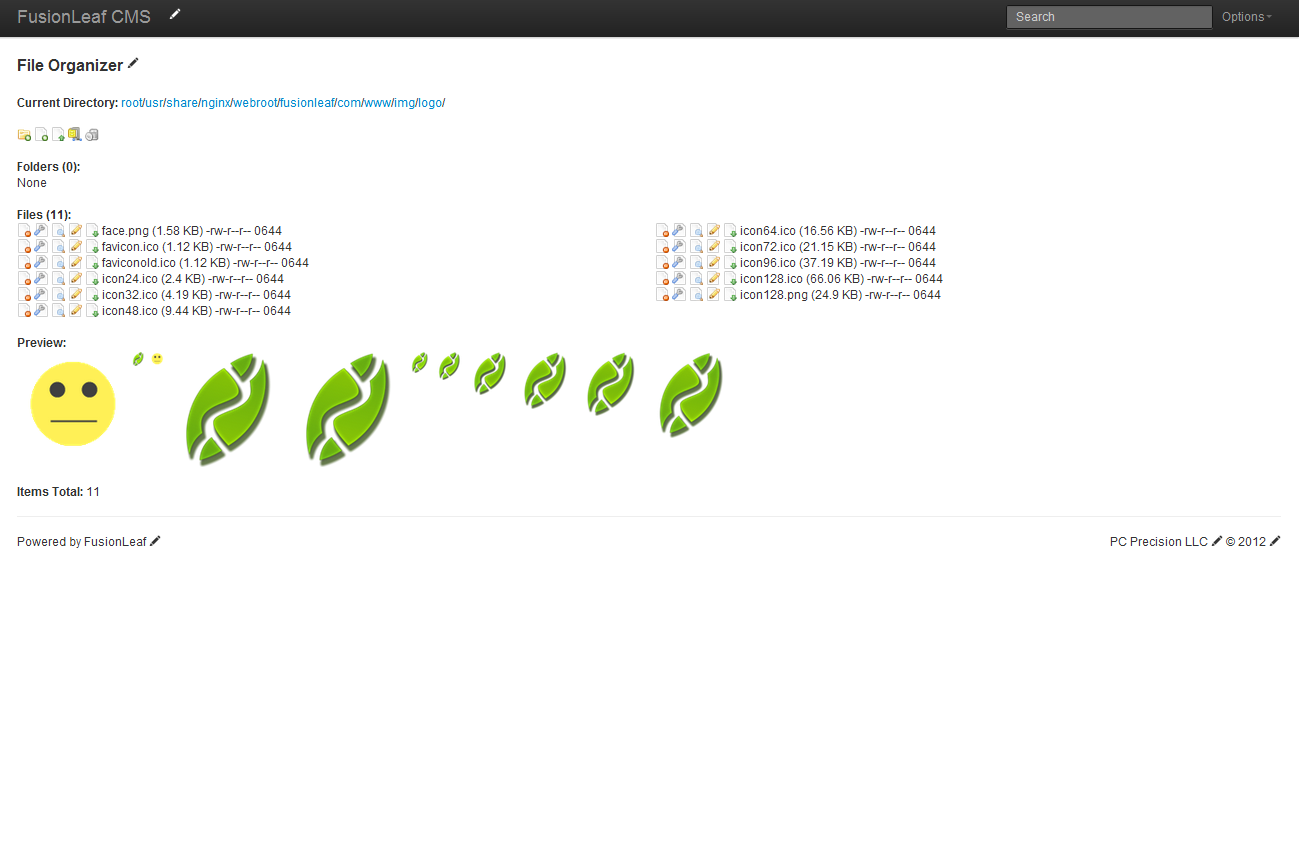 FusionLeaf CMS
Search
Options
File Organizer
Current Directory: root/usr/share/nginx/webroot/fusionleaf/com/www/img/logo/
Folders (0):
None
Files (11):
face.png (1.58 KB) -rw-r--r-- 0644
favicon.ico (1.12 KB) -rw-r--r-- 0644
faviconold.ico (1.12 KB) -rw-r--r-- 0644
icon24.ico (2.4 KB) -rw-r--r-- 0644
icon32.ico (4.19 KB) -rw-r--r-- 0644
icon48.ico (9.44 KB) -rw-r--r-- 0644
icon64.ico (16.56 KB) -rw-r--r-- 0644
icon72.ico (21.15 KB) -rw-r--r-- 0644
icon96.ico (37.19 KB) -rw-r--r-- 0644
icon128.ico (66.06 KB) -rw-r--r-- 0644
icon128.png (24.9 KB) -rw-r--r-- 0644
Preview:
Items Total: 11
Powered by FusionLeaf
PC Precision LLC © 2012